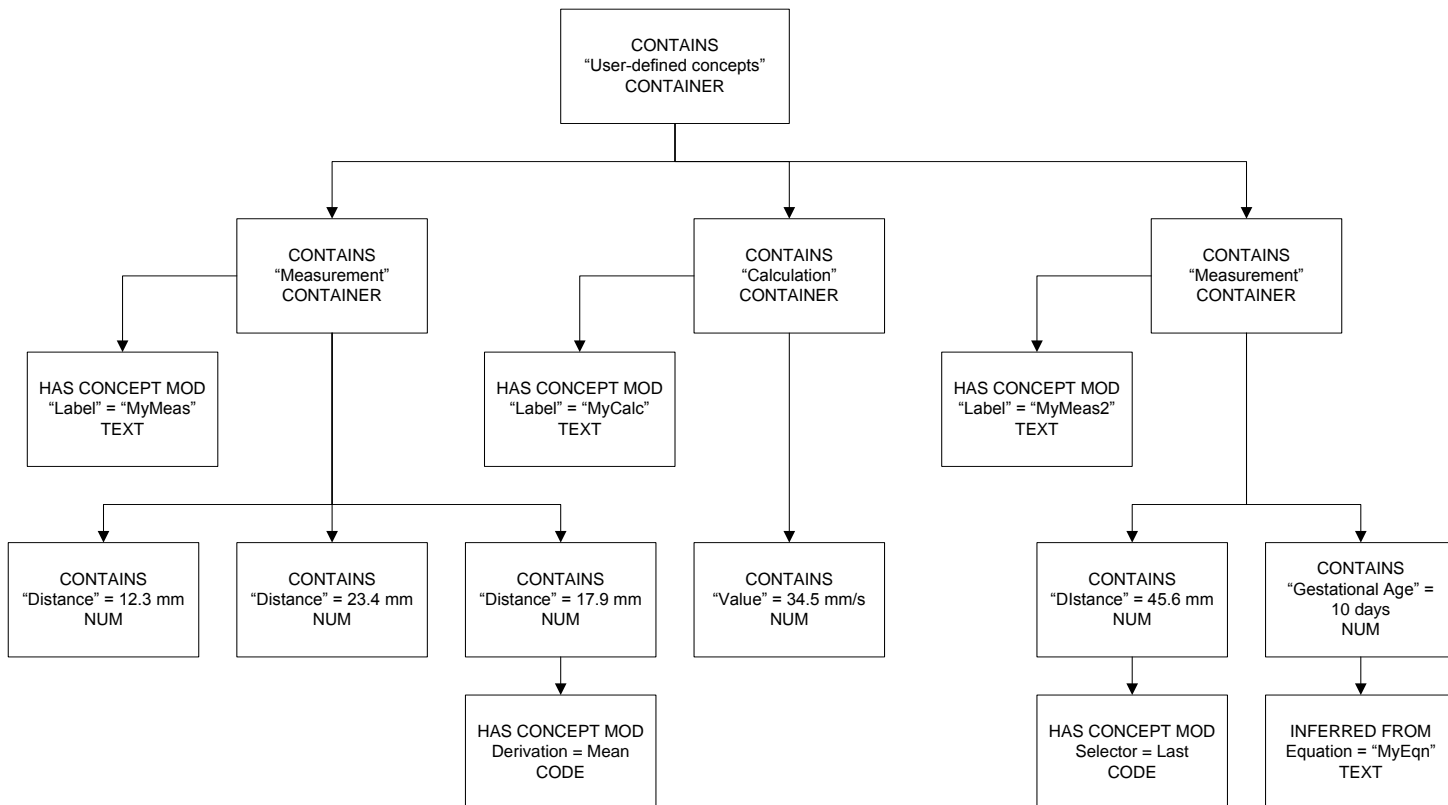 CONTAINS
“User-defined concepts”
CONTAINER
CONTAINS
“Measurement”
CONTAINER
CONTAINS
“Calculation”
CONTAINER
CONTAINS
“Measurement”
CONTAINER
HAS CONCEPT MOD
“Label” = “MyMeas”
TEXT
HAS CONCEPT MOD
“Label” = “MyCalc”
TEXT
HAS CONCEPT MOD
“Label” = “MyMeas2”
TEXT
CONTAINS
“Distance” = 12.3 mm
NUM
CONTAINS
“Distance” = 23.4 mm
NUM
CONTAINS
“Distance” = 17.9 mm
NUM
CONTAINS
“Value” = 34.5 mm/s
NUM
CONTAINS
“DIstance” = 45.6 mm
NUM
CONTAINS
“Gestational Age” =
10 days
NUM
HAS CONCEPT MOD
Derivation = Mean
CODE
HAS CONCEPT MOD
Selector = Last
CODE
INFERRED FROM
Equation = “MyEqn”
TEXT